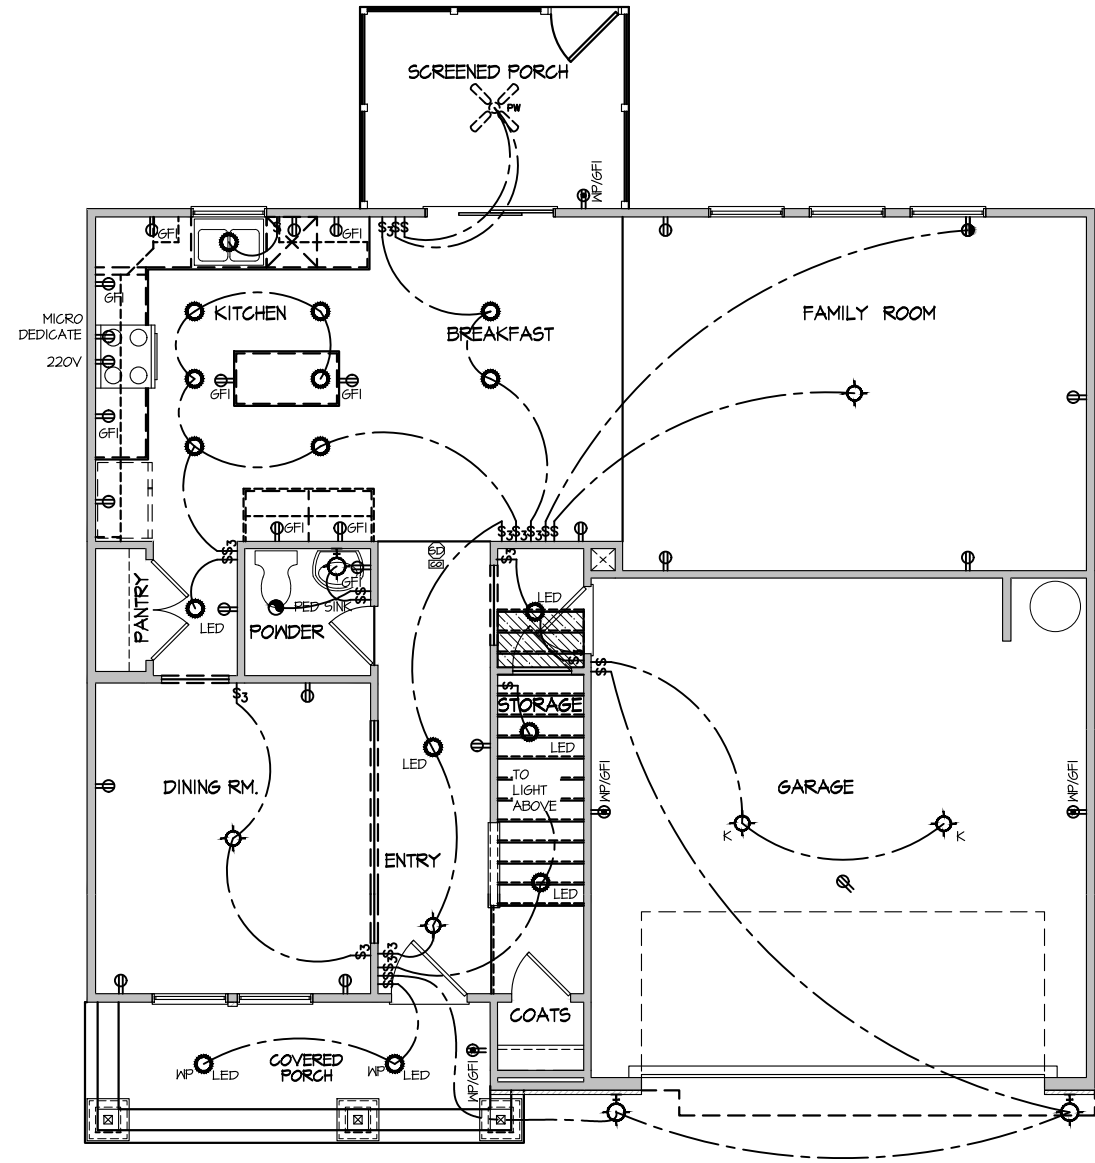 SCREENED PORCH
PW
WP/GFI
GFI
GFI
GFI
MICRO
DEDICATE
220V
KITCHEN
BREAKFAST
FAMILY ROOM
GFI
GFI
GFI
GFI
GFI
$
$3
$
$
$3
$3
$3
$
$
$
$3
$3
SD
CO
LED
GFI
$
$
PED SINK
PANTRY
LED
POWDER
$
$
$
$3
$
STORAGE
LED
LED
TO
LIGHT
ABOVE
WP/GFI
WP/GFI
DINING RM.
GARAGE
K
K
ENTRY
LED
$3
$
$3
$
$
$3
COATS
COVERED
PORCH
WP
LED
WP
LED
WP/GFI